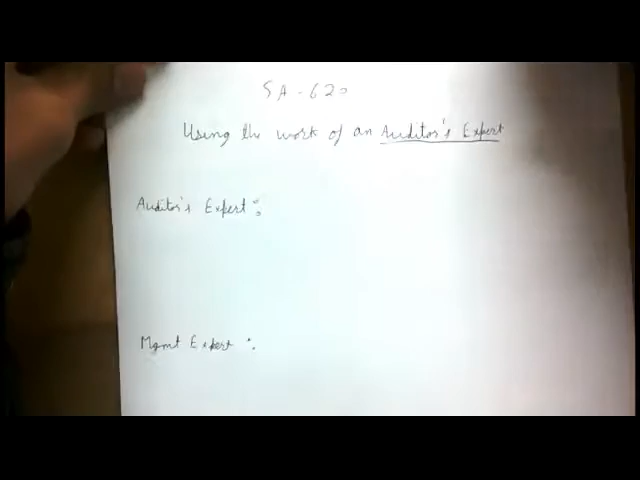 SA - 620
Using the work of an Auditor's Expert
Auditor's Expert :
Mgmt Expert :